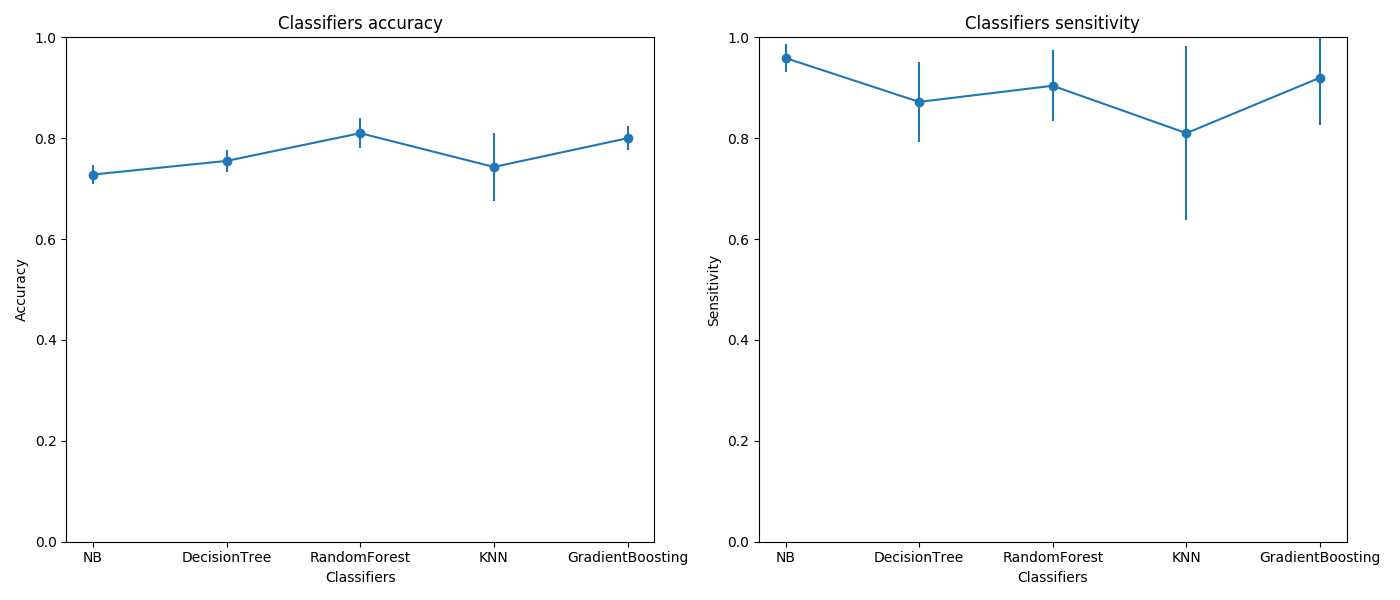 Classifiers accuracy
1.0
0.8
0.6
0.4
0.2
0.0
Accuracy
NB DecisionTree RandomForest KNN GradientBoosting
Classifiers
Classifiers sensitivity
1.0
0.8
0.6
0.4
0.2
0.0
Sensitivity
NB DecisionTree RandomForest KNN GradientBoosting
Classifiers